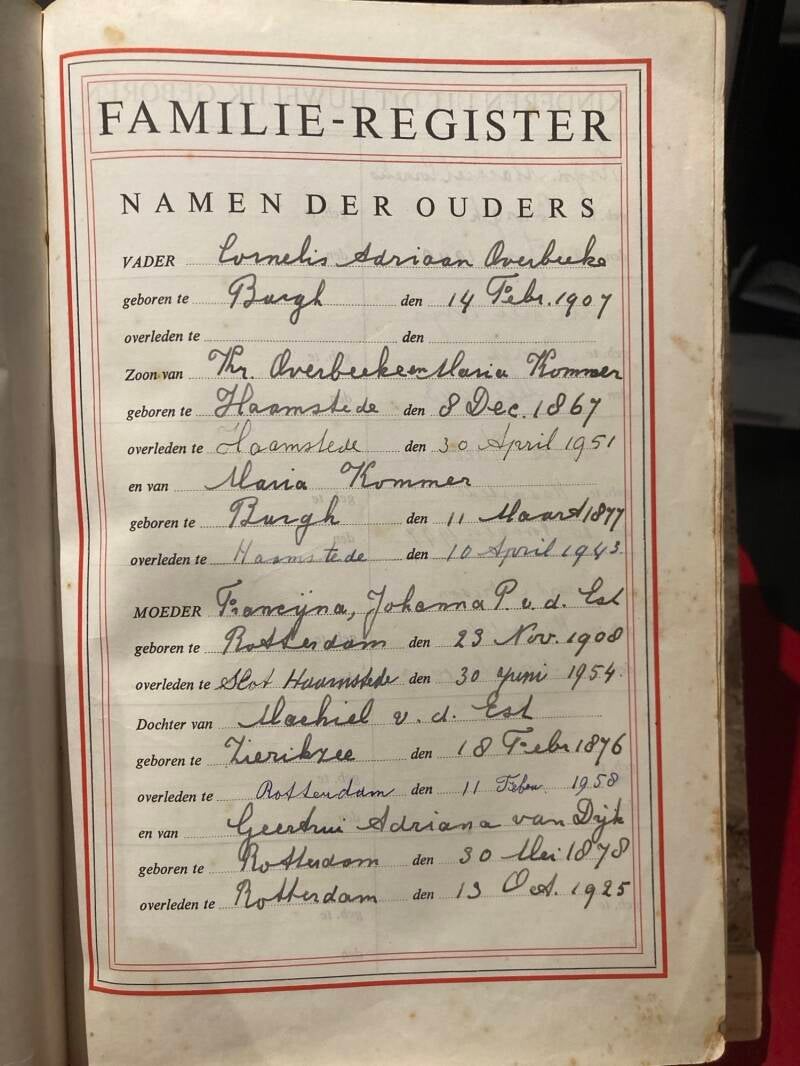 FAMILIE-REGISTER
NAMEN DER OUDERS
VADER Cornelis Adriaan Overbeeke
geboren te Burgh den 14 Febr. 1907
overleden te den
Zoon van Overbeeke en Maria Kommer
geboren te Haamstede den 8 Dec. 1867
overleden te Haamstede den 30 April 1951
en van Maria Kommer
geboren te Burgh den 11 Maart 1877
overleden te Haamstede den 10 April 1943.
MOEDER Francijna, Johanna P. v. d. Est
geboren te Rotterdam den 23 Nov. 1908
overleden te Slot Haamstede den 30 Juni 1954.
Dochter van Machiel v. d. Est
geboren te Zierikzee den 18 Febr 1876
overleden te Rotterdam den 11 1958
en van Geertrui Adriana van Dijk
geboren te Rotterdam den 30 Mei 1878
overleden te Rotterdam den 13 Oct. 1925